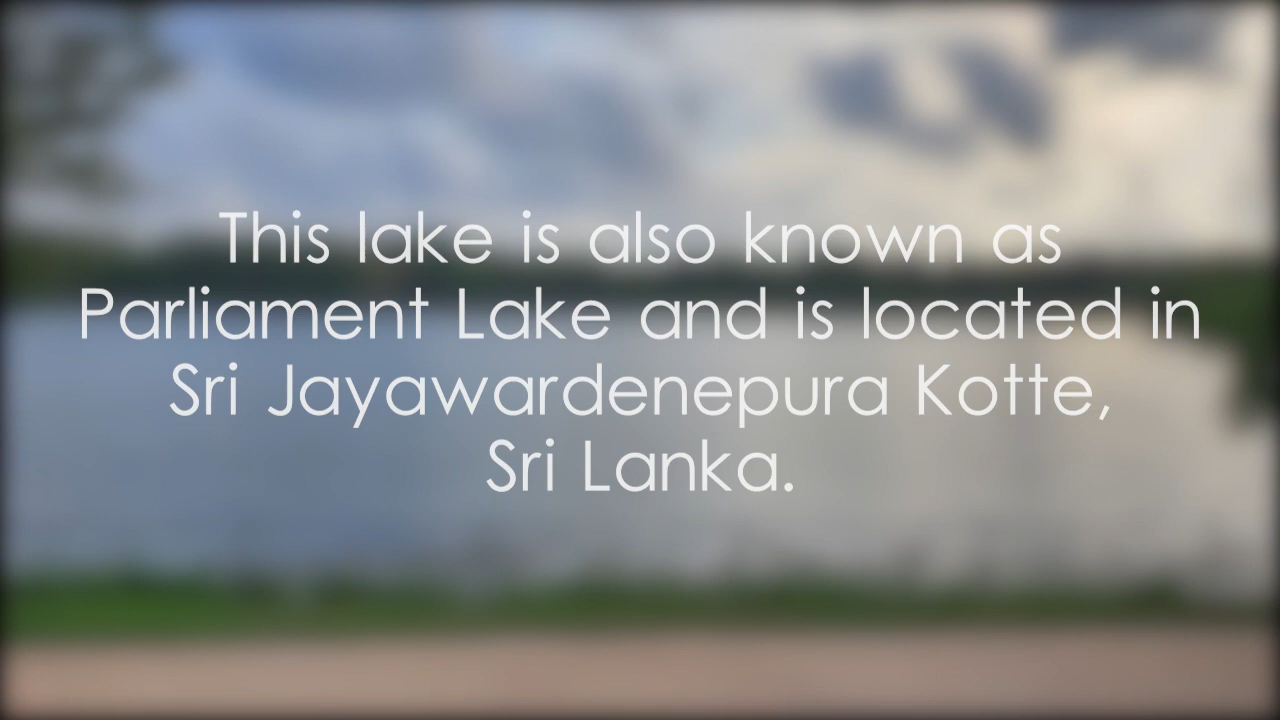 This lake is also known as
Parliament Lake and is located in
Sri Jayawardenepura Kotte,
Sri Lanka.